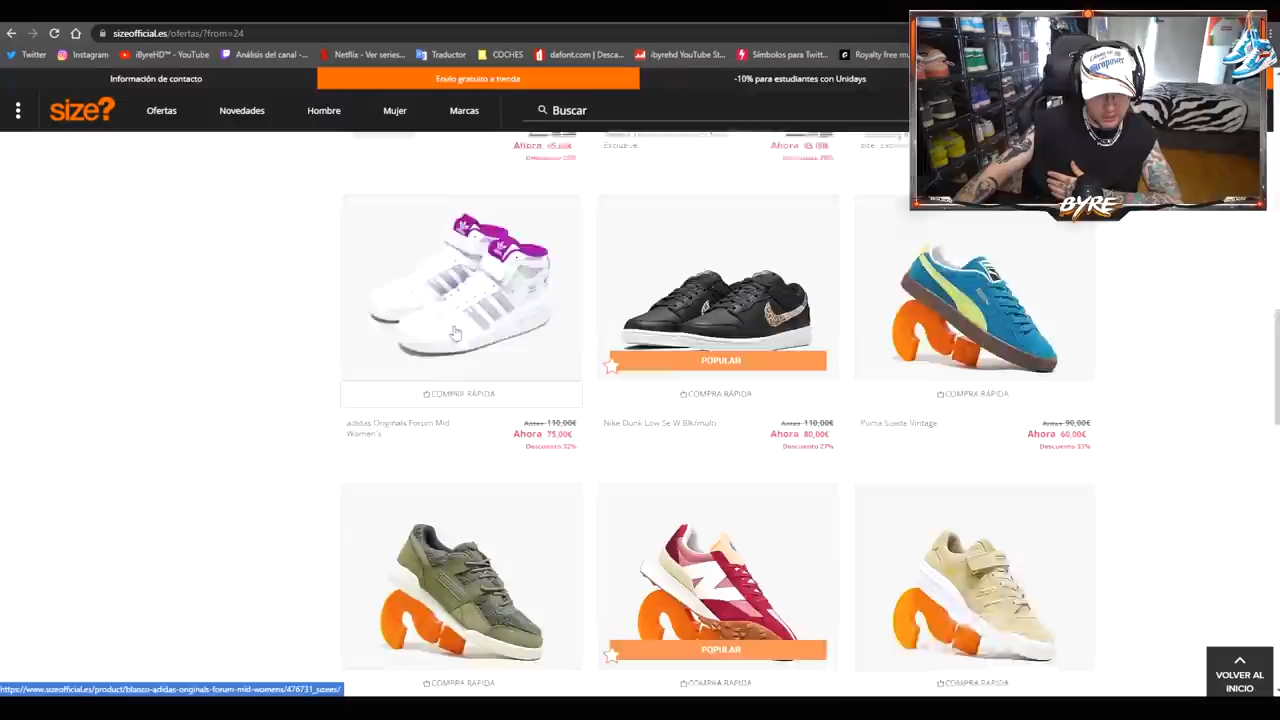 sizeofficial.es/ofertas/?from=24
Twitter
Instagram
iByreHD™ - YouTu...
Análisis del canal -...
Netflix - Ver series...
Traductor
COCHES
dafont.com | Desca...
ibyrehd YouTube St...
Símbolos para Twitt...
Royalty free mu
Información de contacto
Envío gratuito a tienda
-10% para estudiantes con Unidays
size?
Ofertas
Novedades
Hombre
Mujer
Marcas
Buscar
BYRE
Ahora
Exclusive
Ahora
POPULAR
COMPRA RÁPIDA
COMPRA RÁPIDA
COMPRA RÁPIDA
adidas Originals Forum Mid
Women's
Antes 110,00€
Ahora 75,00€
Descuento 32%
Nike Dunk Low Se W Blk/multi
Antes 110,00€
Ahora 80,00€
Descuento 27%
Puma Suede Vintage
Antes 90,00€
Ahora 60,00€
Descuento 33%
POPULAR
COMPRA RÁPIDA
COMPRA RÁPIDA
COMPRA RÁPIDA
VOLVER AL
INICIO
https://www.sizeofficial.es/product/blanco-adidas-originals-forum-mid-womens/476731_sizees/